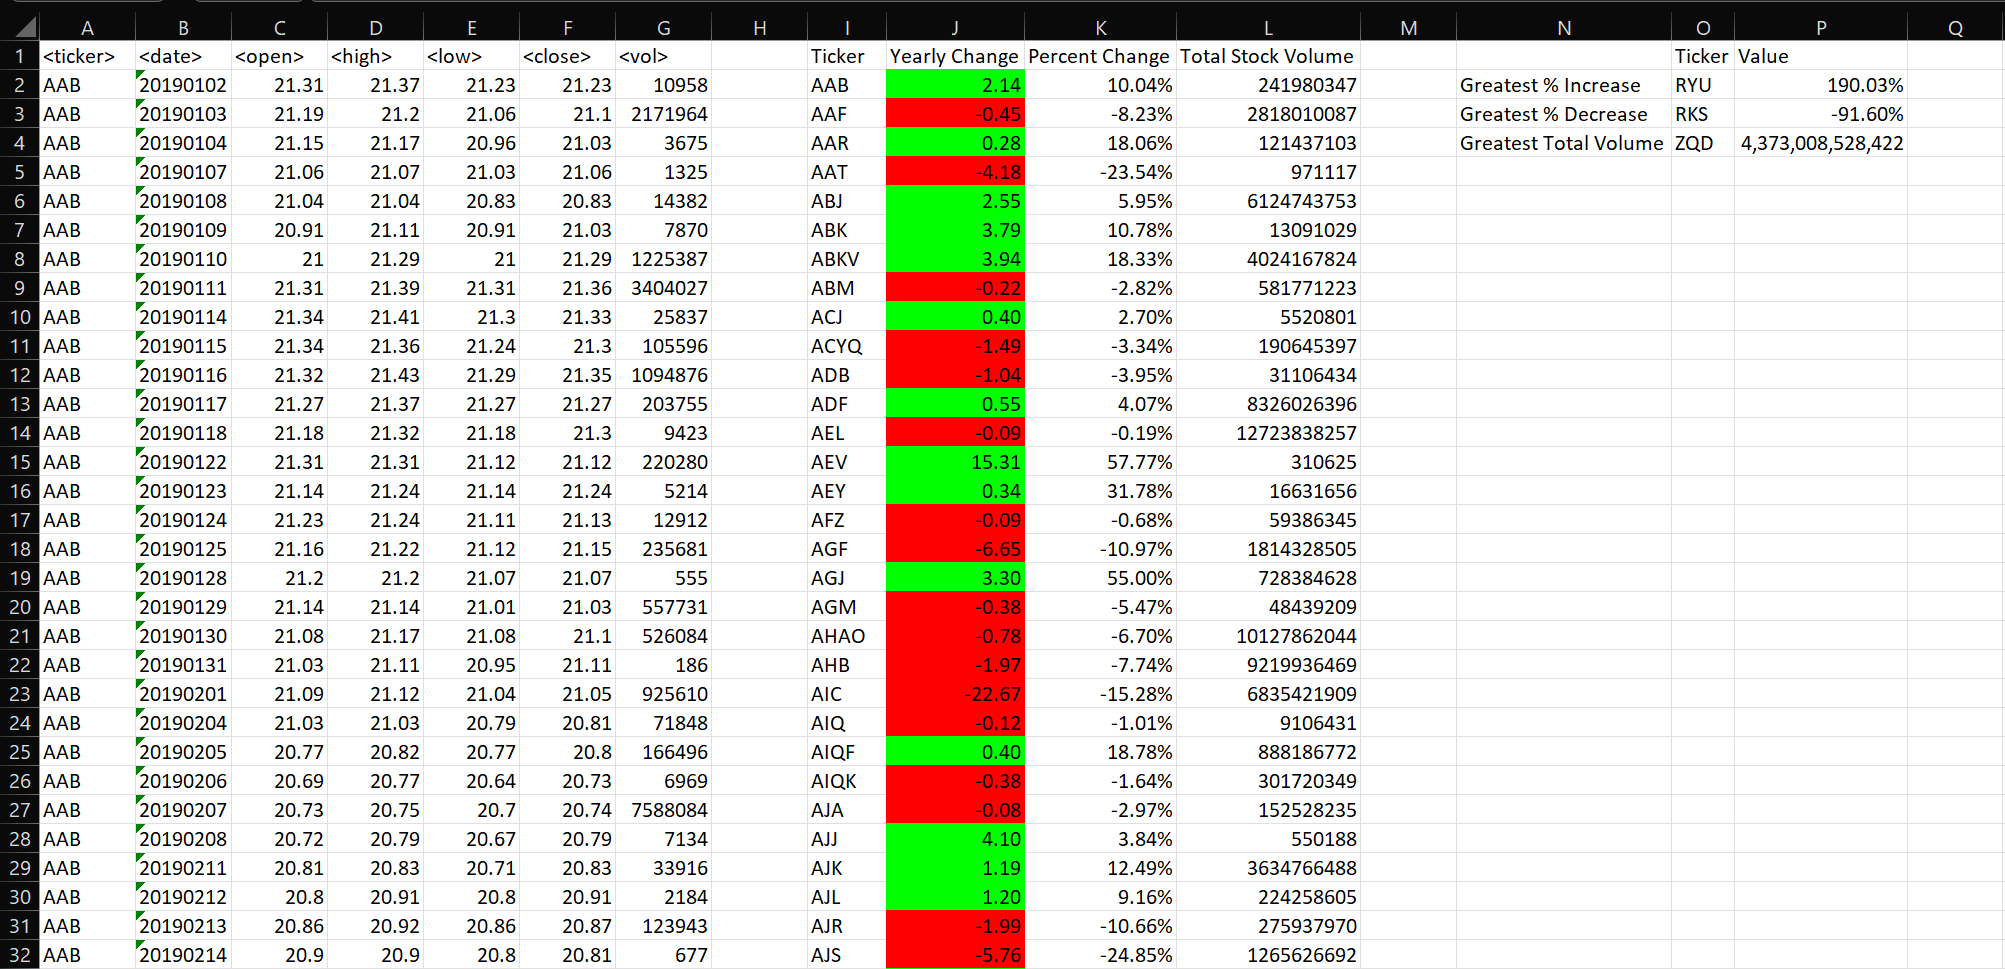 A B C D E F G H I J K L M N O P Q
1 <ticker> <date> <open> <high> <low> <close> <vol> Ticker Yearly Change Percent Change Total Stock Volume Ticker Value
2 AAB 20190102 21.31 21.37 21.23 21.23 10958 AAB 2.14 10.04% 241980347 Greatest % Increase RYU 190.03%
3 AAB 20190103 21.19 21.2 21.06 21.1 2171964 AAF -0.45 -8.23% 2818010087 Greatest % Decrease RKS -91.60%
4 AAB 20190104 21.15 21.17 20.96 21.03 3675 AAR 0.28 18.06% 121437103 Greatest Total Volume ZQD 4,373,008,528,422
5 AAB 20190107 21.06 21.07 21.03 21.06 1325 AAT -4.18 -23.54% 971117
6 AAB 20190108 21.04 21.04 20.83 20.83 14382 ABJ 2.55 5.95% 6124743753
7 AAB 20190109 20.91 21.11 20.91 21.03 7870 ABK 3.79 10.78% 13091029
8 AAB 20190110 21 21.29 21 21.29 1225387 ABKV 3.94 18.33% 4024167824
9 AAB 20190111 21.31 21.39 21.31 21.36 3404027 ABM -0.22 -2.82% 581771223
10 AAB 20190114 21.34 21.41 21.3 21.33 25837 ACJ 0.40 2.70% 5520801
11 AAB 20190115 21.34 21.36 21.24 21.3 105596 ACYQ -1.49 -3.34% 190645397
12 AAB 20190116 21.32 21.43 21.29 21.35 1094876 ADB -1.04 -3.95% 31106434
13 AAB 20190117 21.27 21.37 21.27 21.27 203755 ADF 0.55 4.07% 8326026396
14 AAB 20190118 21.18 21.32 21.18 21.3 9423 AEL -0.09 -0.19% 12723838257
15 AAB 20190122 21.31 21.31 21.12 21.12 220280 AEV 15.31 57.77% 310625
16 AAB 20190123 21.14 21.24 21.14 21.24 5214 AEY 0.34 31.78% 16631656
17 AAB 20190124 21.23 21.24 21.11 21.13 12912 AFZ -0.09 -0.68% 59386345
18 AAB 20190125 21.16 21.22 21.12 21.15 235681 AGF -6.65 -10.97% 1814328505
19 AAB 20190128 21.2 21.2 21.07 21.07 555 AGJ 3.30 55.00% 728384628
20 AAB 20190129 21.14 21.14 21.01 21.03 557731 AGM -0.38 -5.47% 48439209
21 AAB 20190130 21.08 21.17 21.08 21.1 526084 AHAO -0.78 -6.70% 10127862044
22 AAB 20190131 21.03 21.11 20.95 21.11 186 AHB -1.97 -7.74% 9219936469
23 AAB 20190201 21.09 21.12 21.04 21.05 925610 AIC -22.67 -15.28% 6835421909
24 AAB 20190204 21.03 21.03 20.79 20.81 71848 AIQ -0.12 -1.01% 9106431
25 AAB 20190205 20.77 20.82 20.77 20.8 166496 AIQF 0.40 18.78% 888186772
26 AAB 20190206 20.69 20.77 20.64 20.73 6969 AIQK -0.38 -1.64% 301720349
27 AAB 20190207 20.73 20.75 20.7 20.74 7588084 AJA -0.08 -2.97% 152528235
28 AAB 20190208 20.72 20.79 20.67 20.79 7134 AJJ 4.10 3.84% 550188
29 AAB 20190211 20.81 20.83 20.71 20.83 33916 AJK 1.19 12.49% 3634766488
30 AAB 20190212 20.8 20.91 20.8 20.91 2184 AJL 1.20 9.16% 224258605
31 AAB 20190213 20.86 20.92 20.86 20.87 123943 AJR -1.99 -10.66% 275937970
32 AAB 20190214 20.9 20.9 20.8 20.81 677 AJS -5.76 -24.85% 1265626692